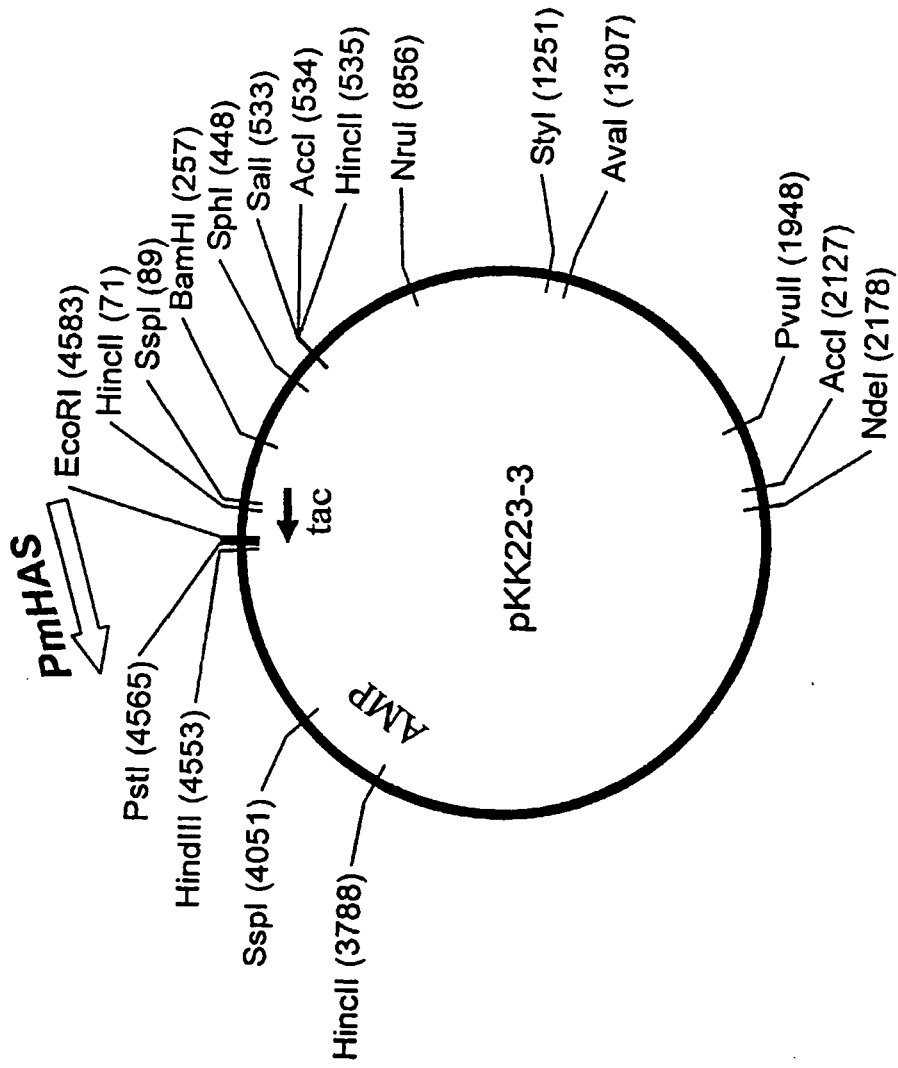 PmHAS
EcoRI (4583)
HincII (71)
SspI (89)
BamHI (257)
SphI (448)
SalI (533)
AccI (534)
HincII (535)
NruI (856)
StyI (1251)
AvaI (1307)
PvuII (1948)
AccI (2127)
NdeI (2178)
HincII (3788)
SspI (4051)
HindIII (4553)
PstI (4565)
tac
AMP
pKK223-3